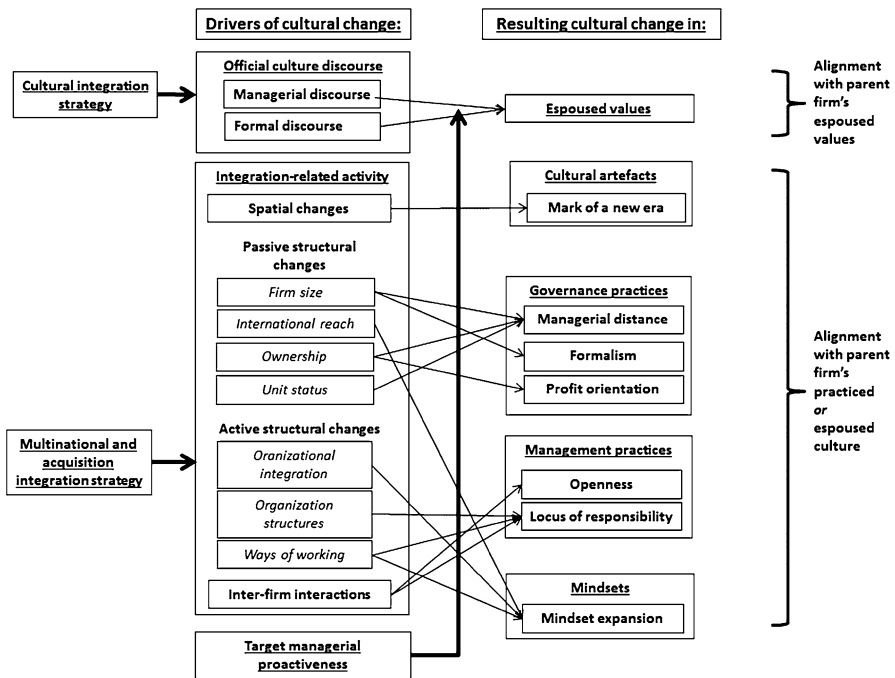 Drivers of cultural change:
Resulting cultural change in:
Cultural integration
strategy
Official culture discourse
Managerial discourse
Formal discourse
Espoused values
Alignment
with parent
firm's
espoused
values
Multinational and
acquisition
integration strategy
Integration-related activity
Spatial changes
Passive structural
changes
Firm size
International reach
Ownership
Unit status
Active structural changes
Oranizational
integration
Organization
structures
Ways of working
Inter-firm interactions
Target managerial
proactiveness
Cultural artefacts
Mark of a new era
Governance practices
Managerial distance
Formalism
Profit orientation
Management practices
Openness
Locus of responsibility
Mindsets
Mindset expansion
Alignment
with parent
firm's
practiced
or
espoused
culture